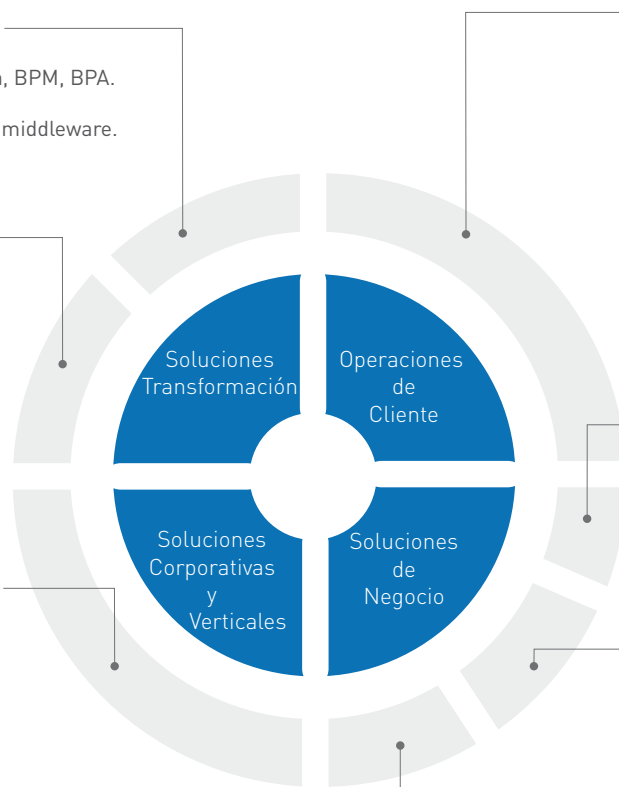 , BPM, BPA.
middleware.
Soluciones
Transformación
Operaciones
de
Cliente
Soluciones
Corporativas
y
Verticales
Soluciones
de
Negocio